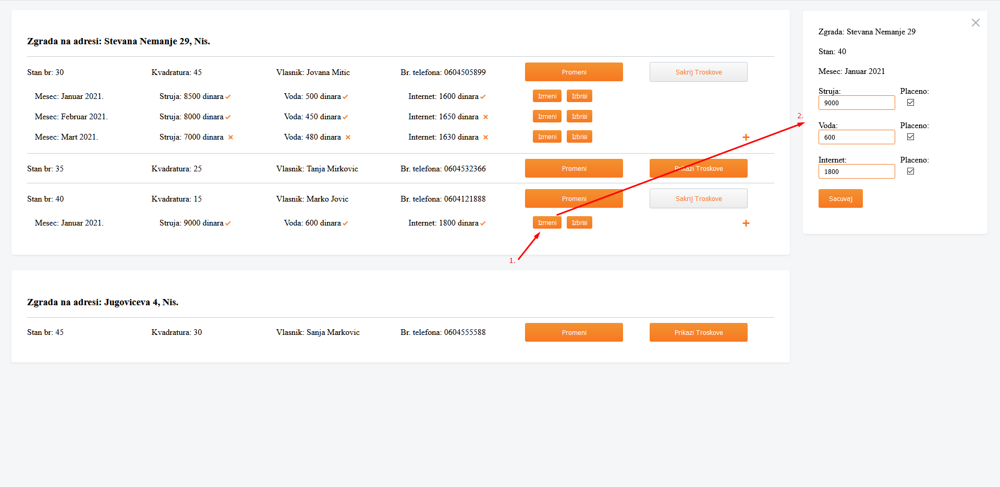 Zgrada na adresi: Stevana Nemanje 29, Nis.
Stan br: 30 Kvadratura: 45 Vlasnik: Jovana Mitic Br. telefona: 0604505899 Promeni Sakrij Troskove
Mesec: Januar 2021. Struja: 8500 dinara Voda: 500 dinara Internet: 1600 dinara Izmeni Izbrisi
Mesec: Februar 2021. Struja: 8000 dinara Voda: 450 dinara Internet: 1650 dinara Izmeni Izbrisi
Mesec: Mart 2021. Struja: 7000 dinara Voda: 480 dinara Internet: 1630 dinara Izmeni Izbrisi
Stan br: 35 Kvadratura: 25 Vlasnik: Tanja Mirkovic Br. telefona: 0604532366 Promeni Prikazi Troskove
Stan br: 40 Kvadratura: 15 Vlasnik: Marko Jovic Br. telefona: 0604121888 Promeni Sakrij Troskove
Mesec: Januar 2021. Struja: 9000 dinara Voda: 600 dinara Internet: 1800 dinara Izmeni Izbrisi
1.
Zgrada na adresi: Jugoviceva 4, Nis.
Stan br: 45 Kvadratura: 30 Vlasnik: Sanja Markovic Br. telefona: 0604555588 Promeni Prikazi Troskove
2.
Zgrada: Stevana Nemanje 29
Stan: 40
Mesec: Januar 2021
Struja: Placeno:
9000
Voda: Placeno:
600
Internet: Placeno:
1800
Sacuvaj